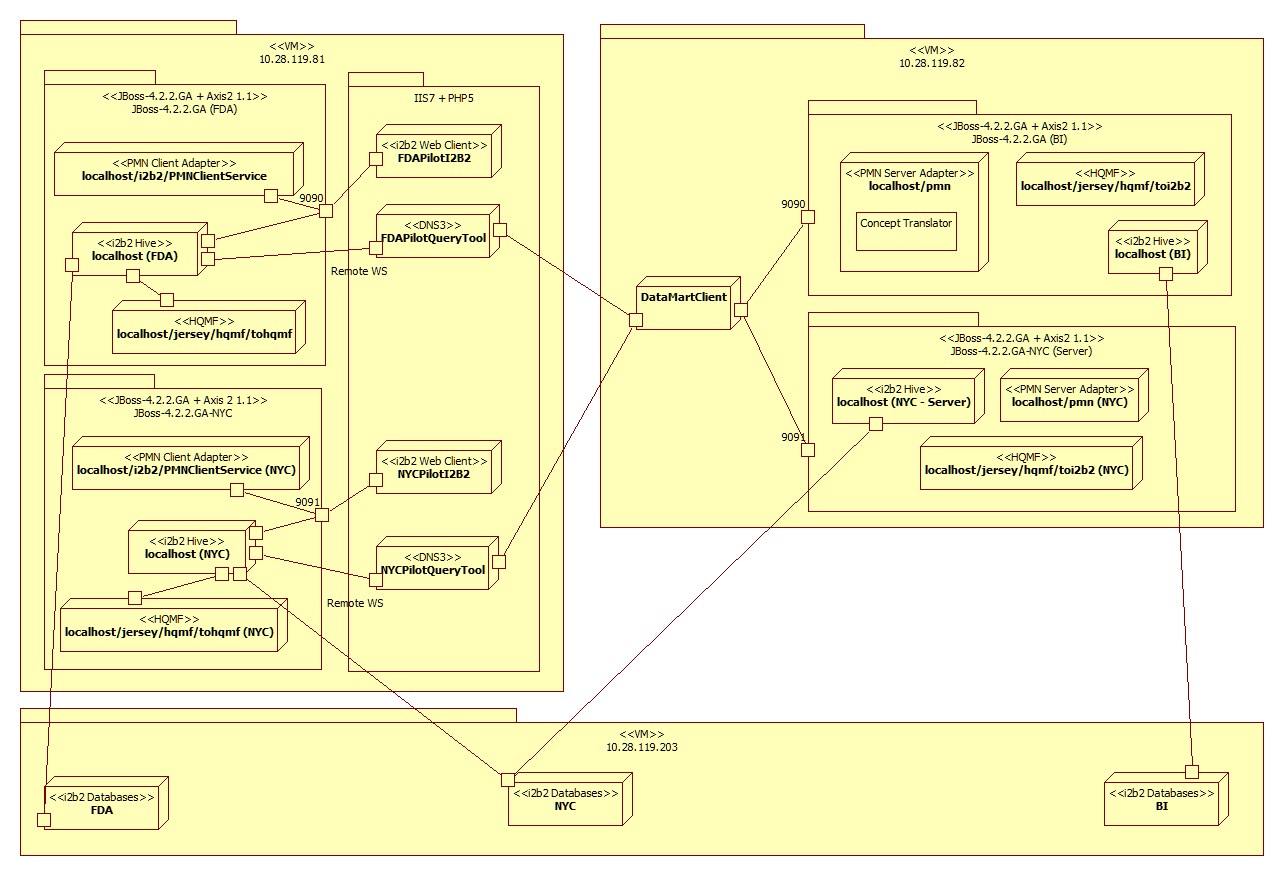 <<VM>>
10.28.119.81
<<JBoss-4.2.2.GA + Axis2 1.1>>
JBoss-4.2.2.GA (FDA)
<<PMN Client Adapter>>
localhost/i2b2/PMNClientService
9090
<<i2b2 Hive>>
localhost (FDA)
<<HQMF>>
localhost/jersey/hqmf/tohqmf
IIS7 +PHP5
<<i2b2 Web Client>>
FDAPilotI2B2
<<DNS3>>
FDAPilotQueryTool
Remote WS
<<JBoss-4.2.2.GA + Axis 2 1.1>>
JBoss-4.2.2.GA-NYC
<<PMN Client Adapter>>
localhost/i2b2/PMNClientService (NYC)
9091
<<i2b2 Hive>>
localhost (NYC)
<<HQMF>>
localhost/jersey/hqmf/tohqmf (NYC)
<<i2b2 Web Client>>
NYCPilotI2B2
<<DNS3>>
NYCPilotQueryTool
Remote WS
<<VM>>
10.28.119.82
DataMartClient
9090
<<JBoss-4.2.2.GA + Axis2 1.1>>
JBoss-4.2.2.GA (BI)
<<PMN Server Adapter>>
localhost/pmn
Concept Translator
<<HQMF>>
localhost/jersey/hqmf/toi2b2
<<i2b2 Hive>>
localhost (BI)
9091
<<JBoss-4.2.2.GA + Axis2 1.1>>
JBoss-4.2.2.GA-NYC (Server)
<<i2b2 Hive>>
localhost (NYC - Server)
<<PMN Server Adapter>>
localhost/pmn (NYC)
<<HQMF>>
localhost/jersey/hqmf/toi2b2 (NYC)
<<VM>>
10.28.119.203
<<i2b2 Databases>>
FDA
<<i2b2 Databases>>
NYC
<<i2b2 Databases>>
BI